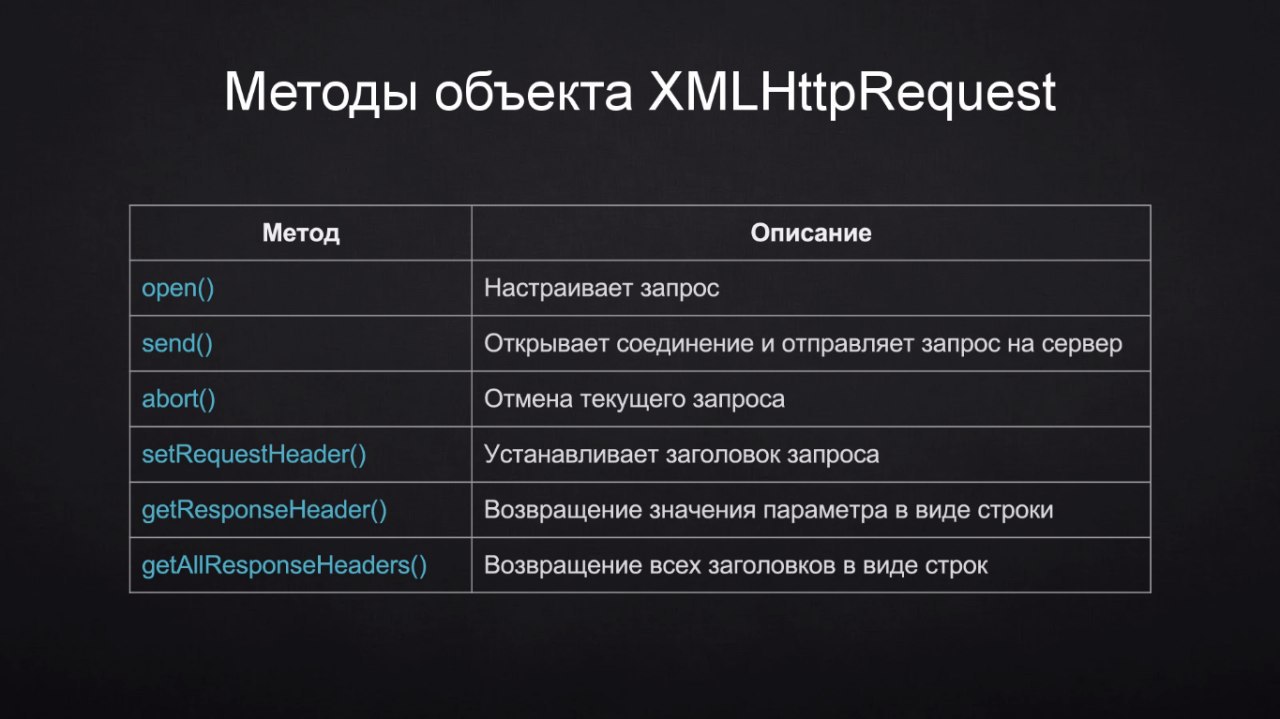 Методы объекта XMLHttpRequest
Метод Описание
open() Настраивает запрос
send() Открывает соединение и отправляет запрос на сервер
abort() Отмена текущего запроса
setRequestHeader() Устанавливает заголовок запроса
getResponseHeader() Возвращение значения параметра в виде строки
getAllResponseHeaders() Возвращение всех заголовков в виде строк